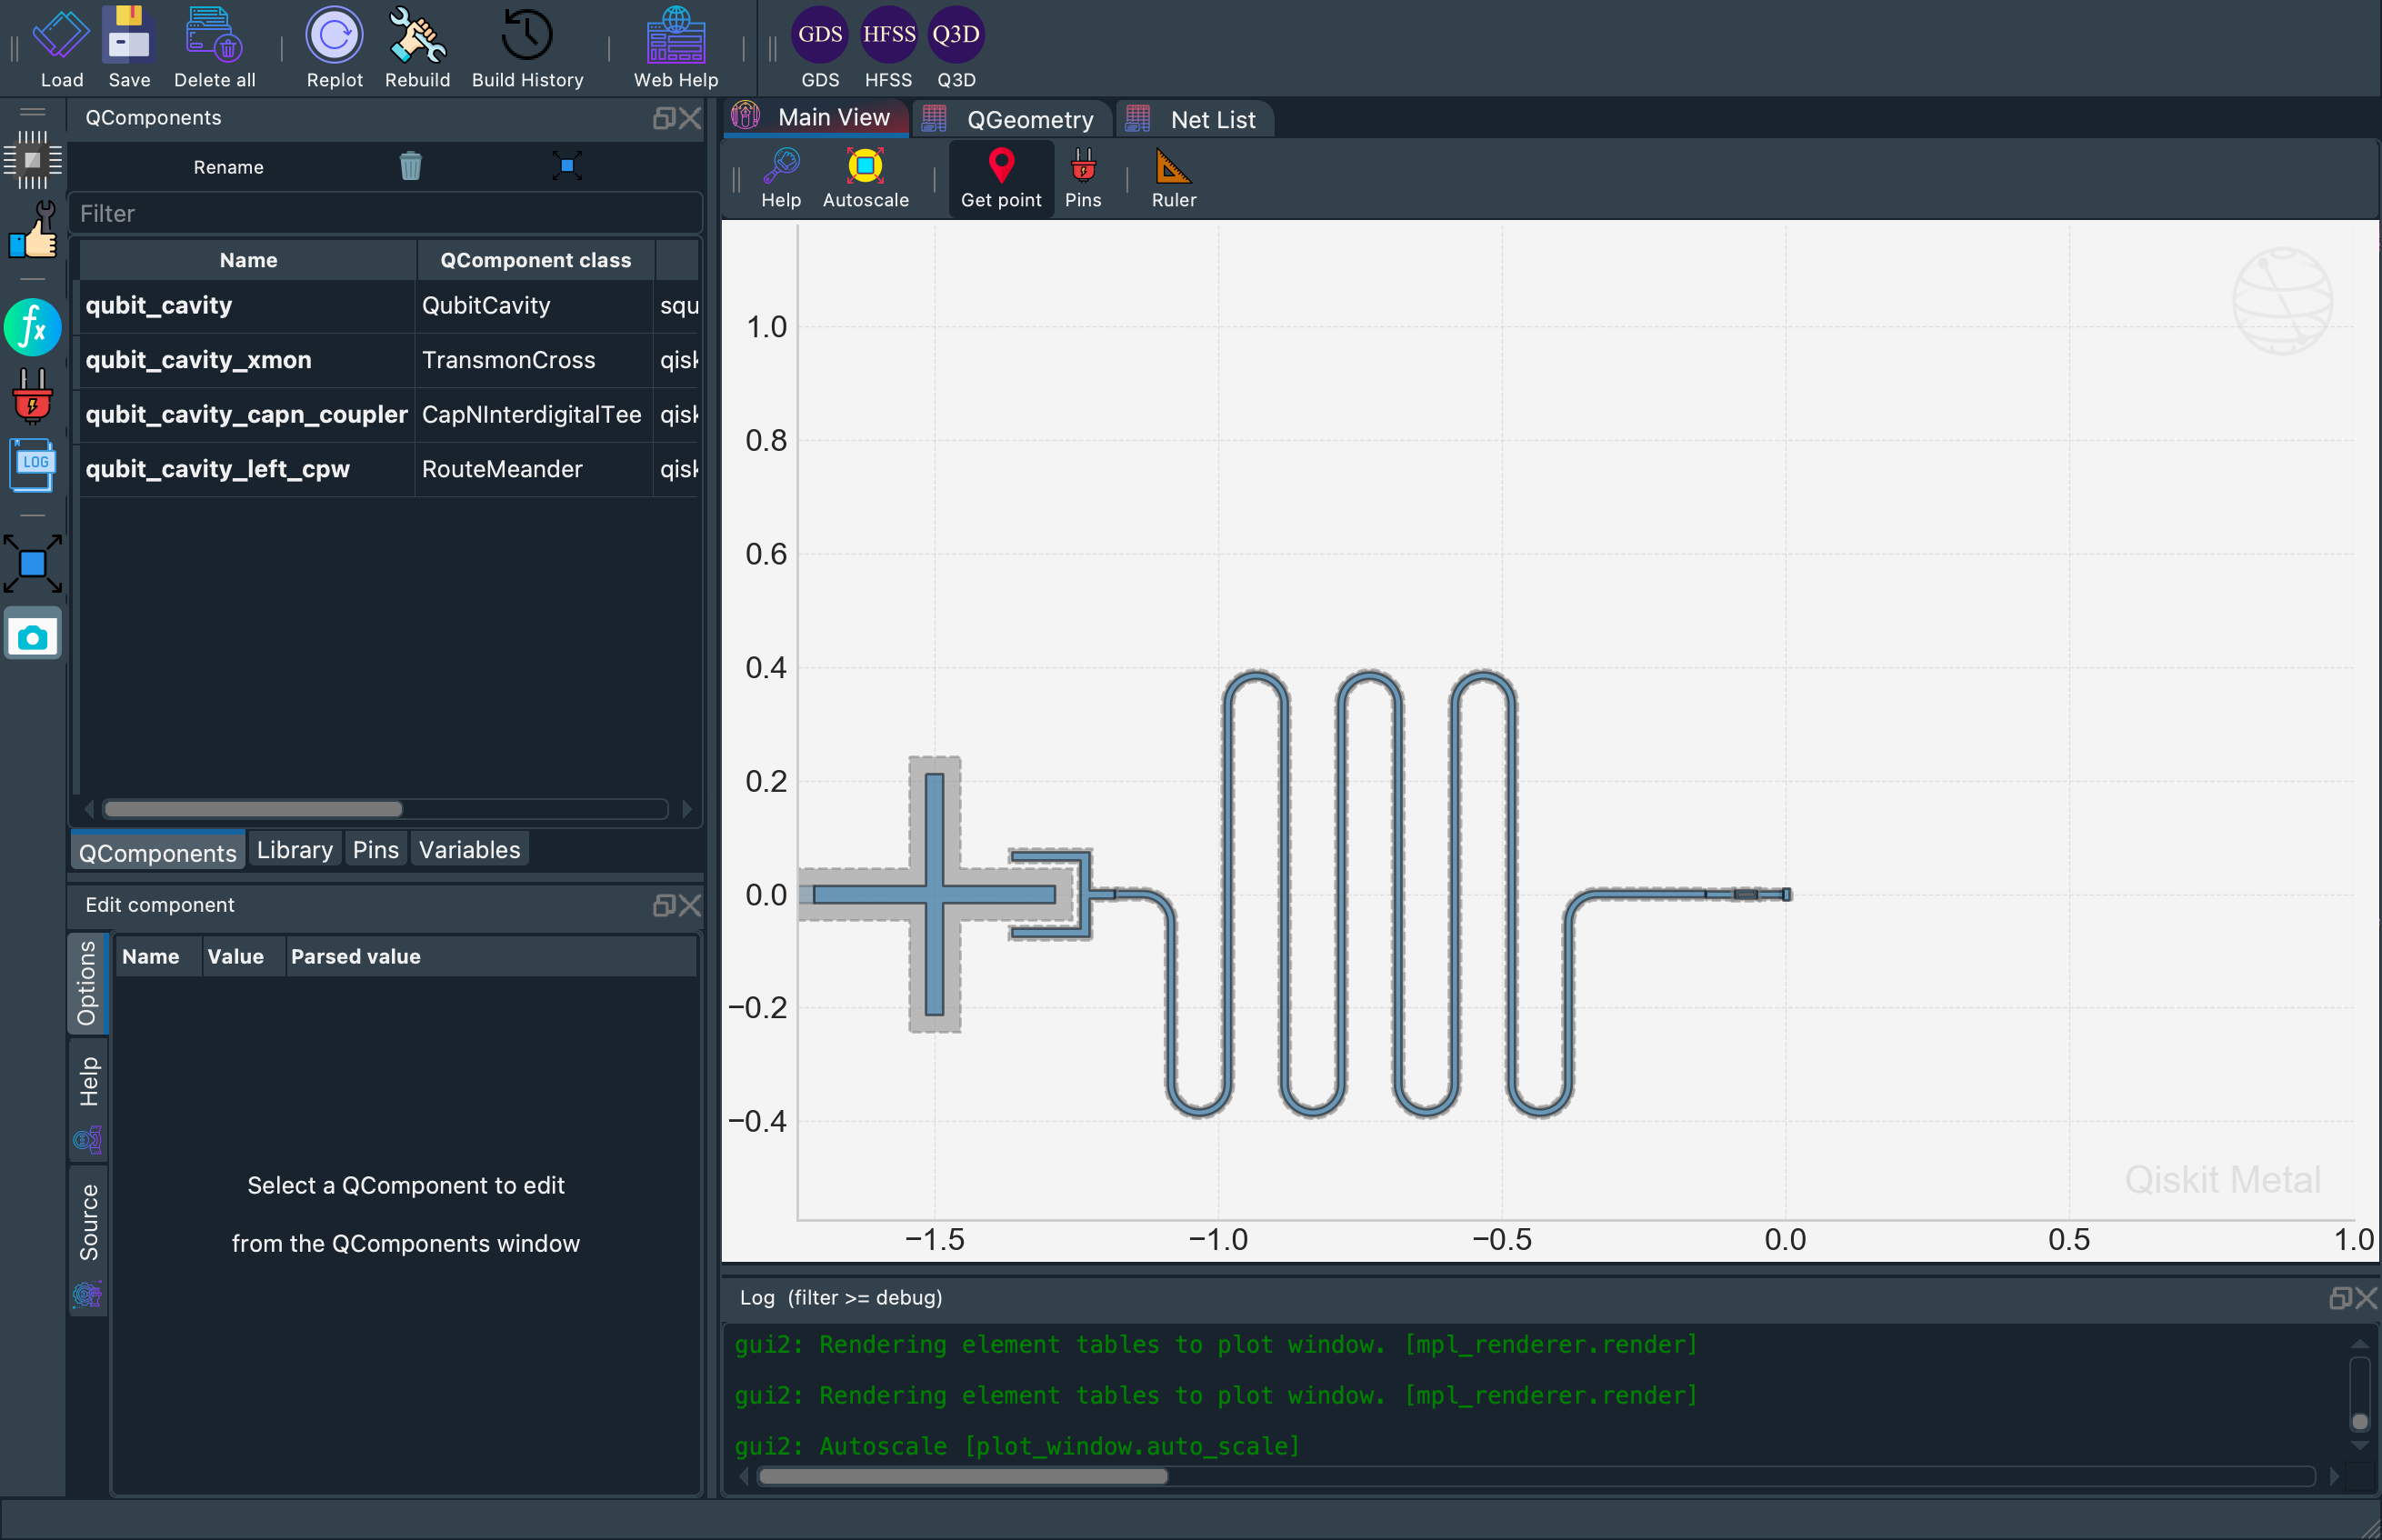 Load Save Delete all Replot Rebuild Build History Web Help GDS HFSS Q3D
GDS HFSS Q3D
QComponents
Rename
Filter
Name QComponent class
qubit_cavity QubitCavity squ
qubit_cavity_xmon TransmonCross qisk
qubit_cavity_capn_coupler CapNInterdigitalTee qisk
qubit_cavity_left_cpw RouteMeander qisk
QComponents Library Pins Variables
Edit component
Options
Help
Source
Name Value Parsed value
Select a QComponent to edit
from the QComponents window
fx
LOG
Main View QGeometry Net List
Help Autoscale Get point Pins Ruler
1.0
0.8
0.6
0.4
0.2
0.0
−0.2
−0.4
−1.5 −1.0 −0.5 0.0 0.5 1.0
Qiskit Metal
Log (filter >= debug)
gui2: Rendering element tables to plot window. [mpl_renderer.render]
gui2: Rendering element tables to plot window. [mpl_renderer.render]
gui2: Autoscale [plot_window.auto_scale]